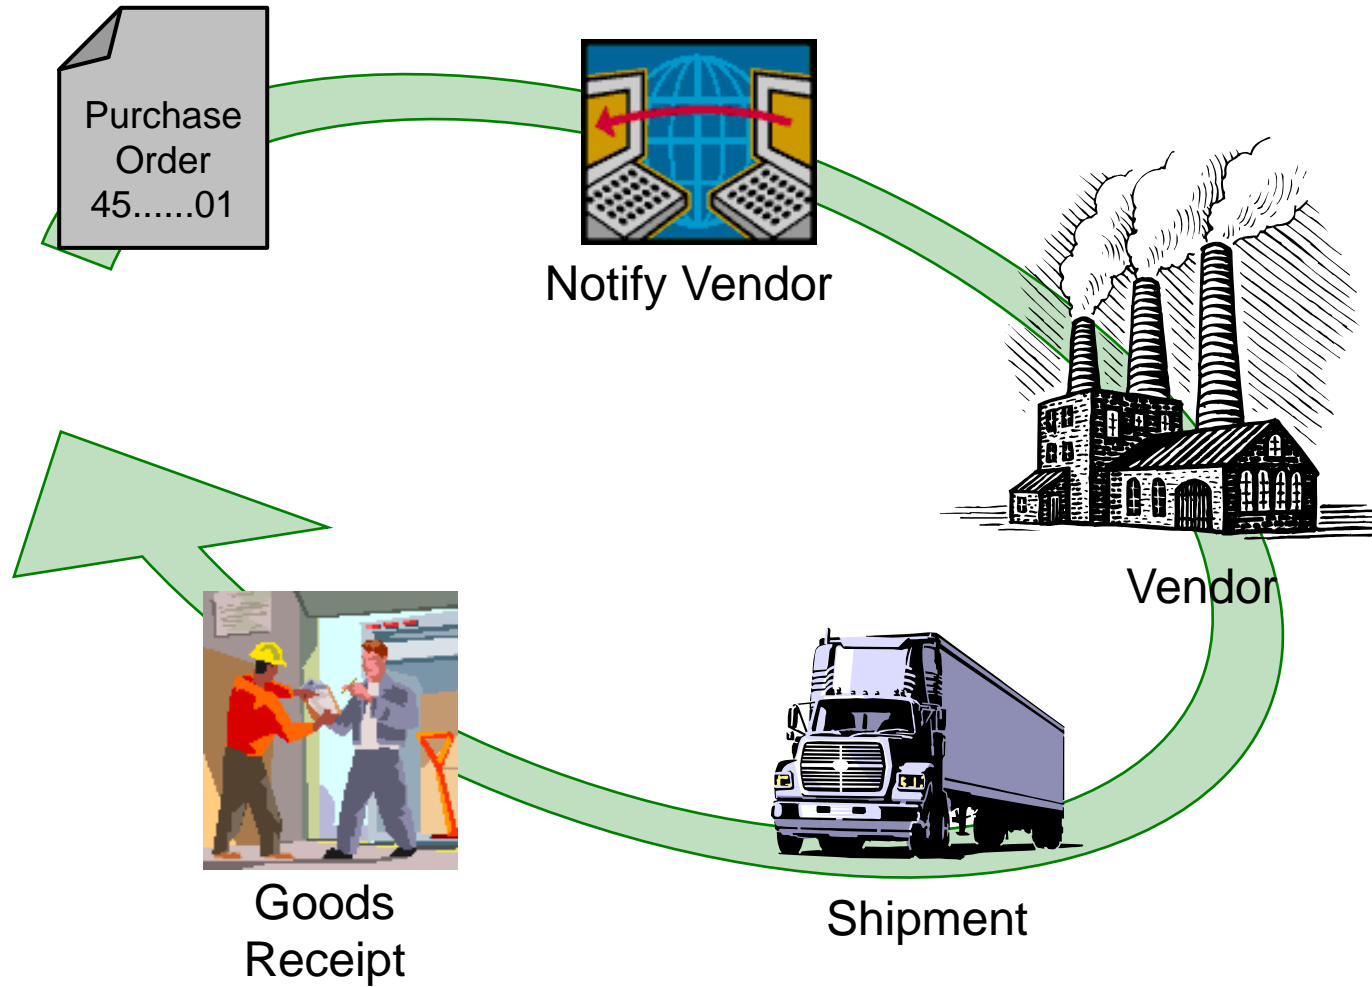 Purchase
Order
45......01
Notify Vendor
Vendor
Shipment
Goods
Receipt